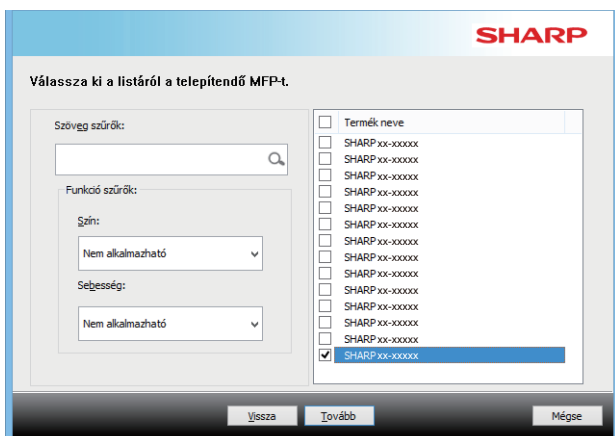 SHARP
Válassza ki a listáról a telepítendő MFP-t.
Szöveg szűrők:
Funkció szűrők:
Szín:
Nem alkalmazható
Sebesség:
Nem alkalmazható
Termék neve
SHARP xx-xxxxx
SHARP xx-xxxxx
SHARP xx-xxxxx
SHARP xx-xxxxx
SHARP xx-xxxxx
SHARP xx-xxxxx
SHARP xx-xxxxx
SHARP xx-xxxxx
SHARP xx-xxxxx
SHARP xx-xxxxx
SHARP xx-xxxxx
SHARP xx-xxxxx
SHARP xx-xxxxx
SHARP xx-xxxxx
Vissza
Tovább
Mégse